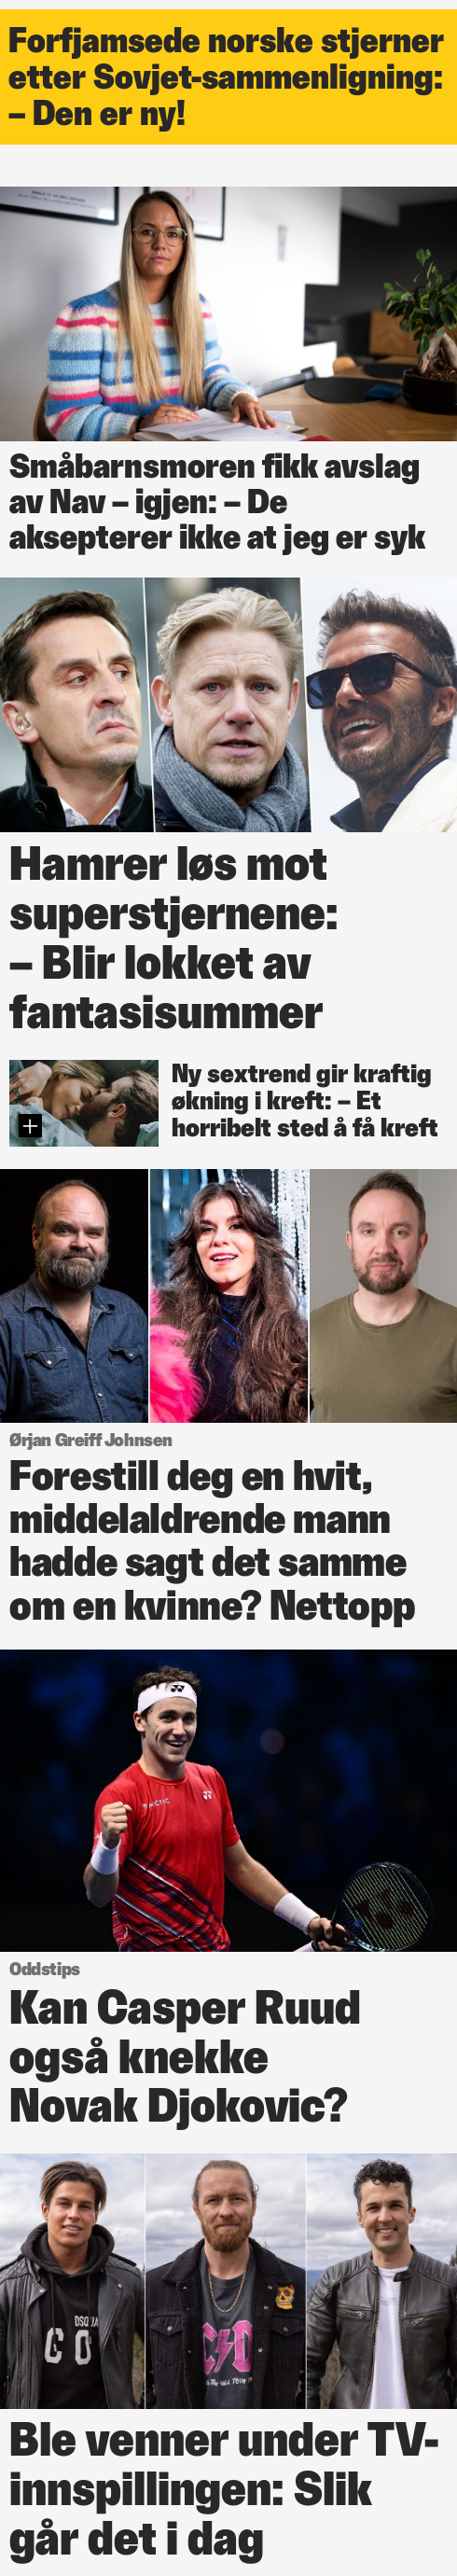 Forfjamsede norske stjerner
etter Sovjet-sammenligning:
– Den er ny!
Småbarnsmoren fikk avslag
av Nav – igjen: – De
aksepterer ikke at jeg er syk
Hamrer løs mot
superstjernene:
– Blir lokket av
fantasisummer
Ny sextrend gir kraftig
økning i kreft: – Et
horribelt sted å få kreft
Ørjan Greiff Johnsen
Forestill deg en hvit,
middelaldrende mann
hadde sagt det samme
om en kvinne? Nettopp
Oddstips
Kan Casper Ruud
også knekke
Novak Djokovic?
Ble venner under TV-
innspillingen: Slik
går det i dag